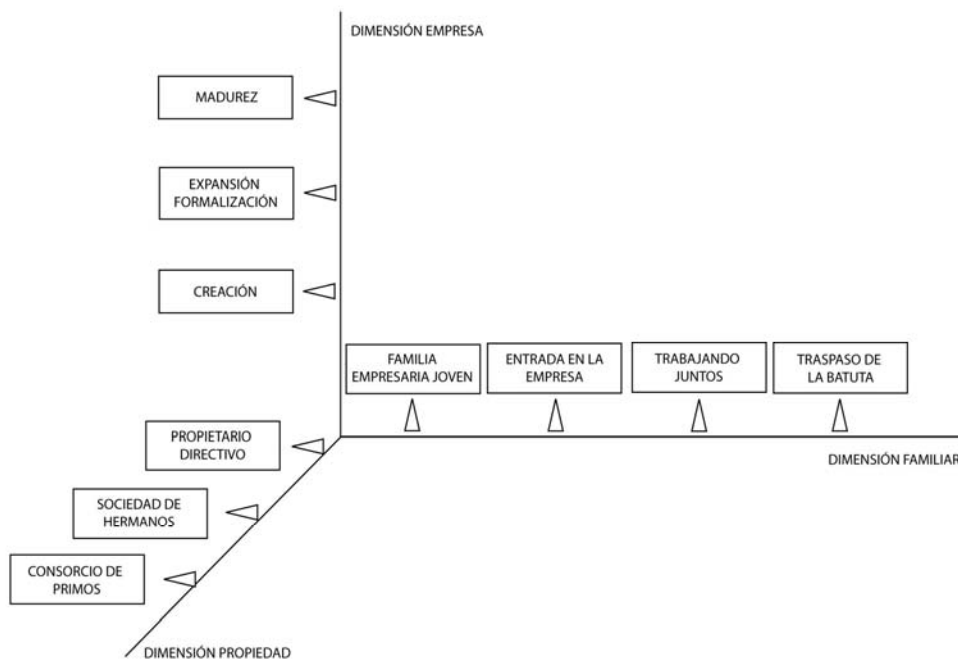 DIMENSIÓN EMPRESA
MADUREZ
EXPANSIÓN
FORMALIZACIÓN
CREACIÓN
FAMILIA
EMPRESARIA JOVEN
ENTRADA EN LA
EMPRESA
TRABAJANDO
JUNTOS
TRASPASO DE
LA BATUTA
PROPIETARIO
DIRECTIVO
DIMENSIÓN FAMILIAR
SOCIEDAD DE
HERMANOS
CONSORCIO DE
PRIMOS
DIMENSIÓN PROPIEDAD